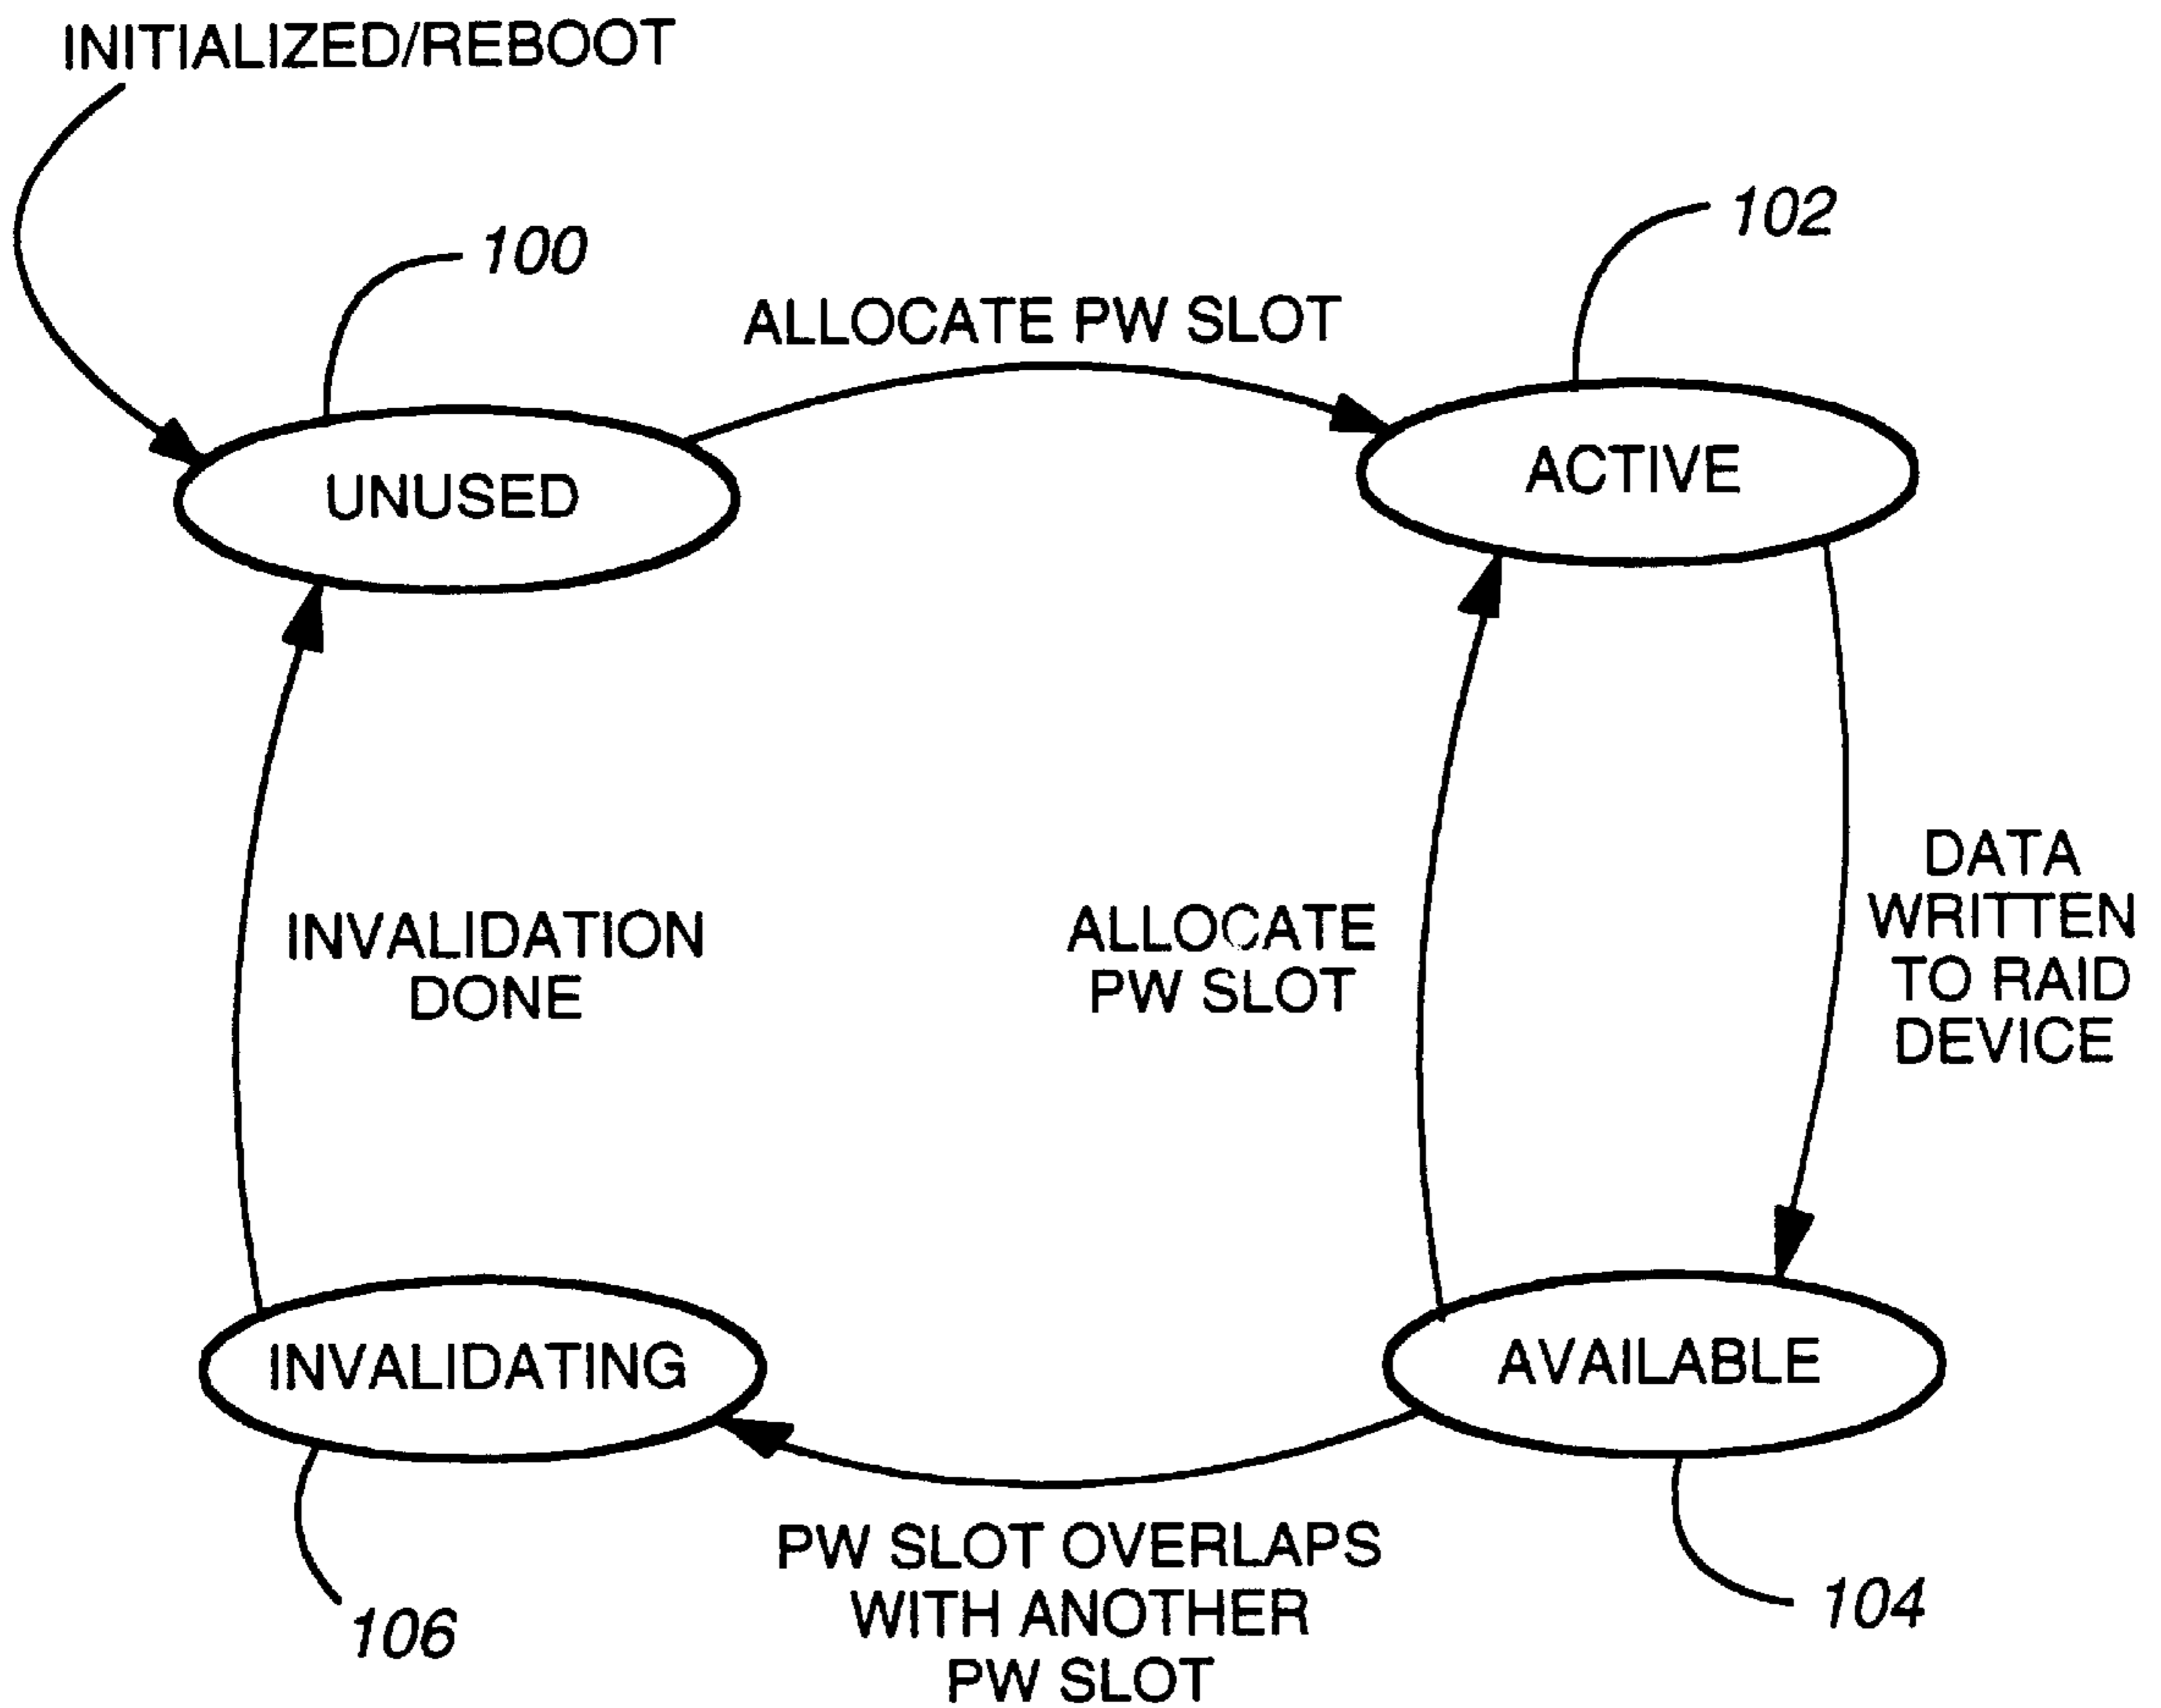 INITIALIZED/REBOOT
100
102
ALLOCATE PW SLOT
UNUSED
ACTIVE
INVALIDATION
DONE
ALLOCATE
PW SLOT
DATA
WRITTEN
TO RAID
DEVICE
INVALIDATING
AVAILABLE
PW SLOT OVERLAPS
WITH ANOTHER
PW SLOT
106
104